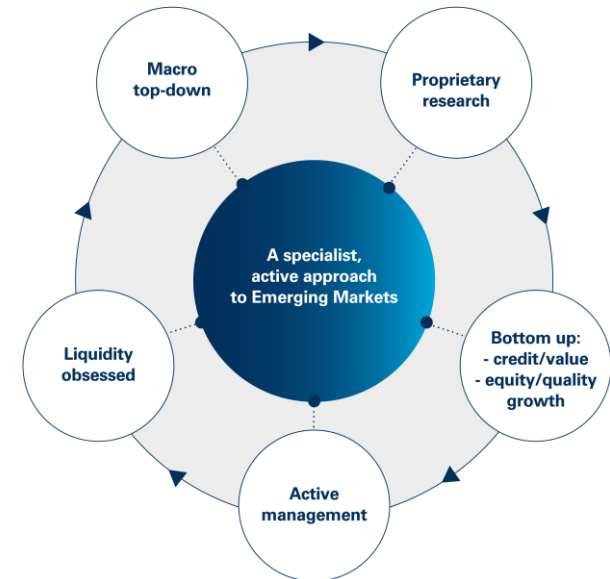 Macro
top-down
Proprietary
research
A specialist,
active approach
to Emerging Markets
Bottom up:
- credit/value
- equity/quality
growth
Liquidity
obsessed
Active
management